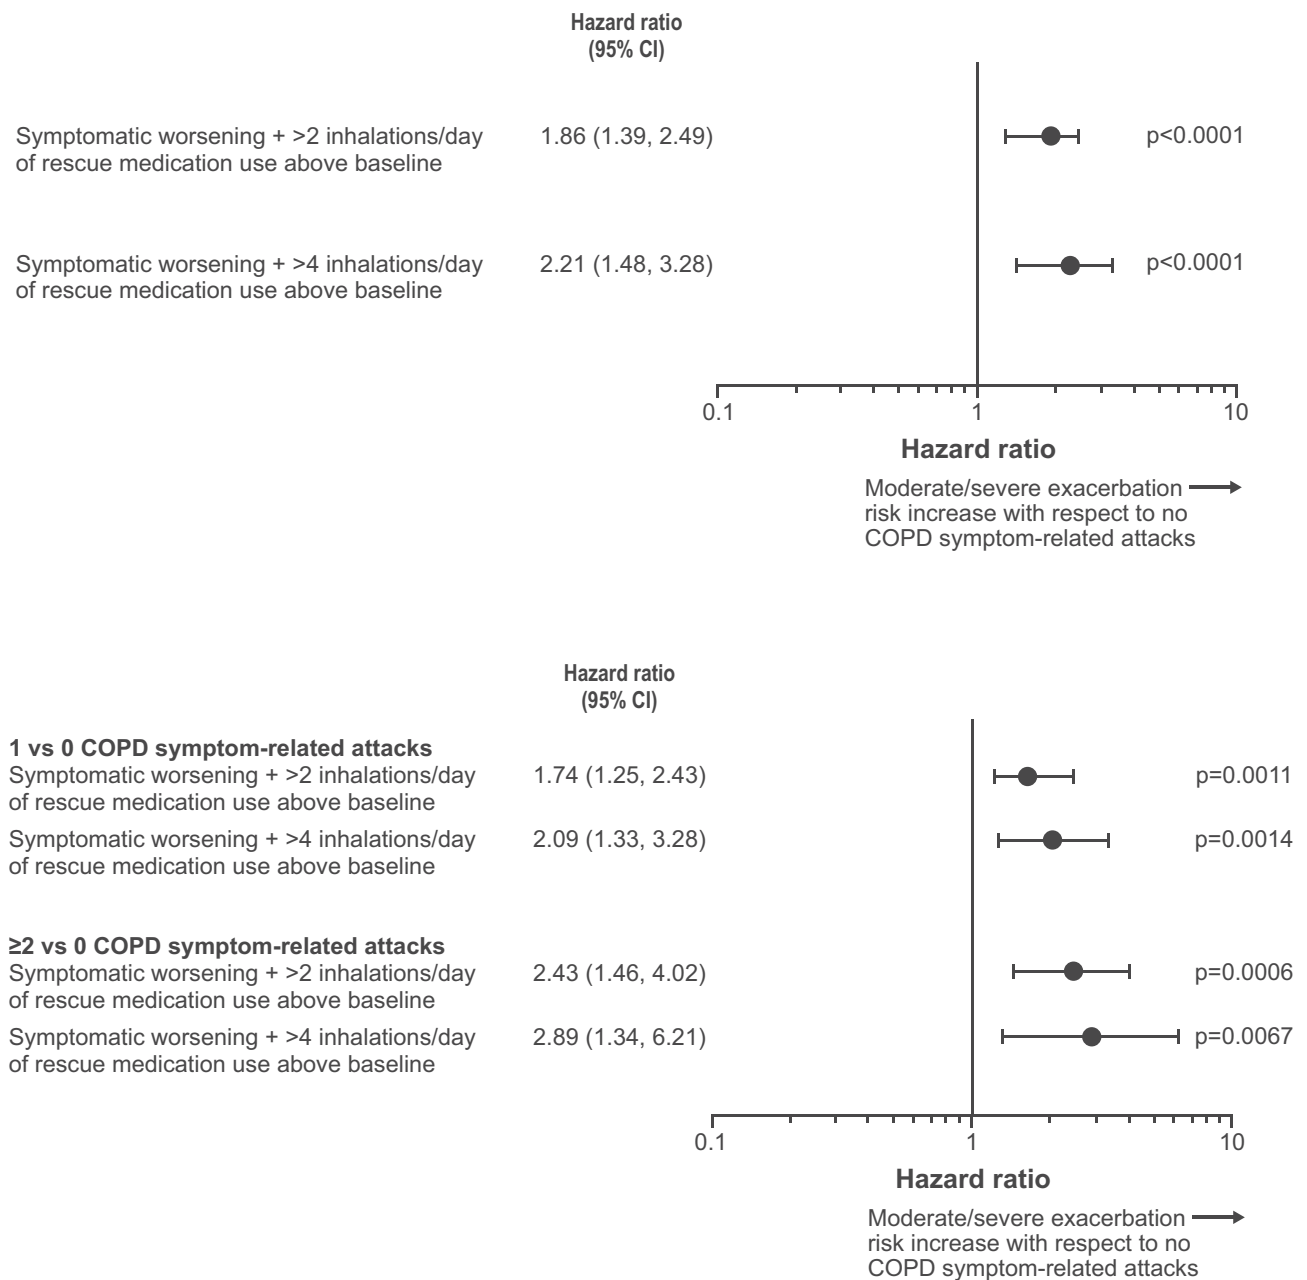 Hazard ratio
(95% CI)
Symptomatic worsening + >2 inhalations/day
of rescue medication use above baseline
1.86 (1.39, 2.49)
p<0.0001
Symptomatic worsening + >4 inhalations/day
of rescue medication use above baseline
2.21 (1.48, 3.28)
p<0.0001
0.1
1
10
Hazard ratio
Moderate/severe exacerbation
risk increase with respect to no
COPD symptom-related attacks
Hazard ratio
(95% CI)
1 vs 0 COPD symptom-related attacks
Symptomatic worsening + >2 inhalations/day
of rescue medication use above baseline
1.74 (1.25, 2.43)
p=0.0011
Symptomatic worsening + >4 inhalations/day
of rescue medication use above baseline
2.09 (1.33, 3.28)
p=0.0014
≥2 vs 0 COPD symptom-related attacks
Symptomatic worsening + >2 inhalations/day
of rescue medication use above baseline
2.43 (1.46, 4.02)
p=0.0006
Symptomatic worsening + >4 inhalations/day
of rescue medication use above baseline
2.89 (1.34, 6.21)
p=0.0067
0.1
1
10
Hazard ratio
Moderate/severe exacerbation
risk increase with respect to no
COPD symptom-related attacks